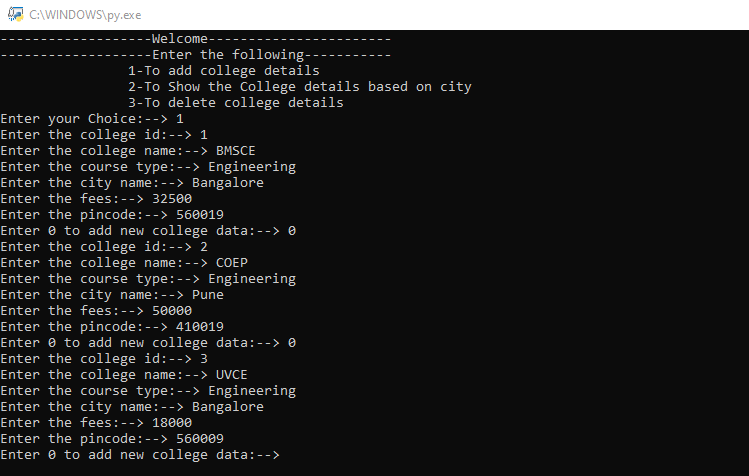 C:\WINDOWS\py.exe
-------------------Welcome-----------------------
-------------------Enter the following-----------
1-To add college details
2-To Show the College details based on city
3-To delete college details
Enter your Choice:--> 1
Enter the college id:--> 1
Enter the college name:--> BMSCE
Enter the course type:--> Engineering
Enter the city name:--> Bangalore
Enter the fees:--> 32500
Enter the pincode:--> 560019
Enter 0 to add new college data:--> 0
Enter the college id:--> 2
Enter the college name:--> COEP
Enter the course type:--> Engineering
Enter the city name:--> Pune
Enter the fees:--> 50000
Enter the pincode:--> 410019
Enter 0 to add new college data:--> 0
Enter the college id:--> 3
Enter the college name:--> UVCE
Enter the course type:--> Engineering
Enter the city name:--> Bangalore
Enter the fees:--> 18000
Enter the pincode:--> 560009
Enter 0 to add new college data:-->